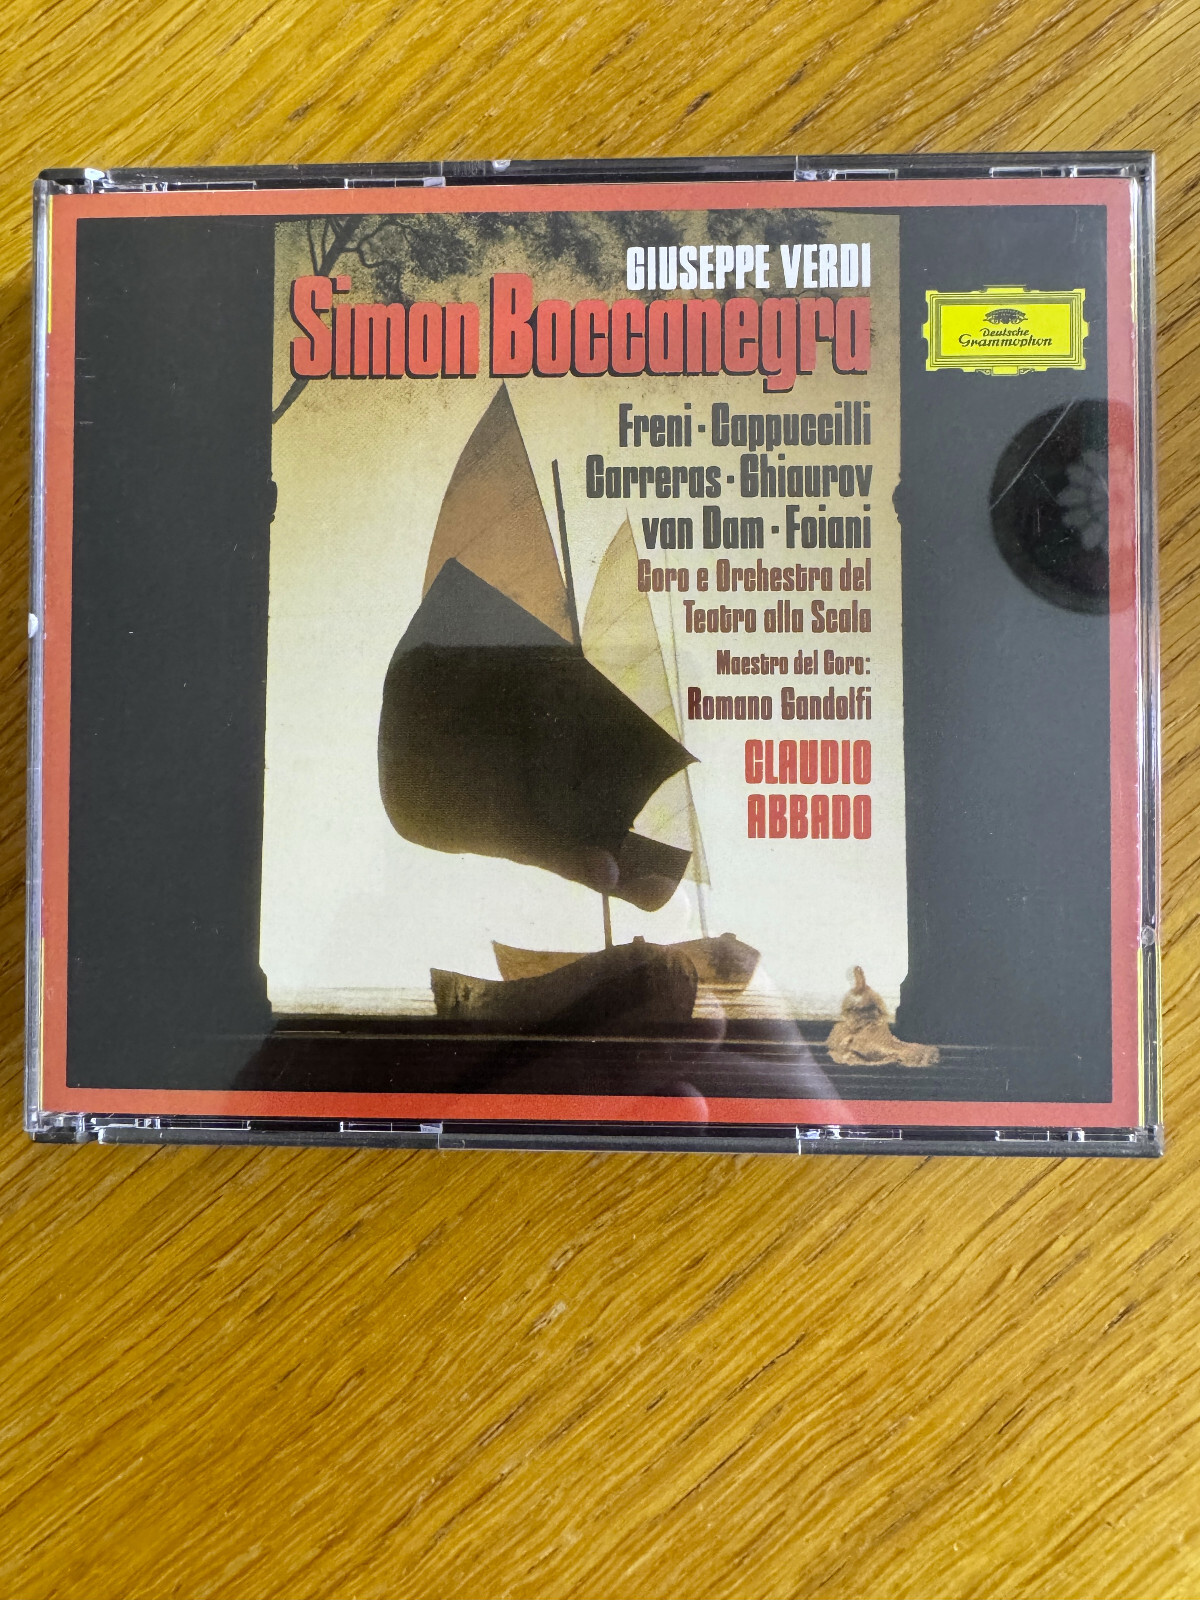 GIUSEPPE VERDI
Simon Boccanegra
Deutsche
Grammophon
Freni · Cappuccilli
Carreras · Ghiaurov
van Dam · Foiani
Coro e Orchestra del
Teatro alla Scala
Maestro del Coro:
Romano Gandolfi
CLAUDIO
ABBADO